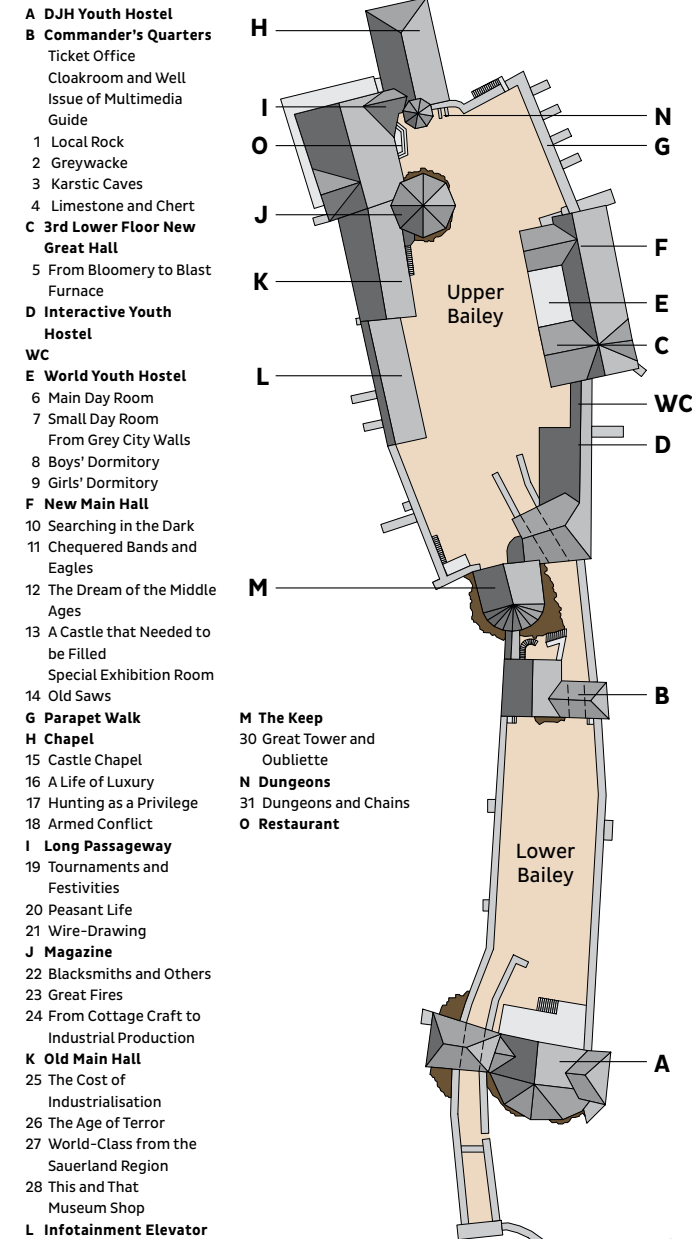 A DJH Youth Hostel
B Commander’s Quarters
Ticket Office
Cloakroom and Well
Issue of Multimedia
Guide
1 Local Rock
2 Greywacke
3 Karstic Caves
4 Limestone and Chert
C 3rd Lower Floor New
Great Hall
5 From Bloomery to Blast
Furnace
D Interactive Youth
Hostel
WC
E World Youth Hostel
6 Main Day Room
7 Small Day Room
From Grey City Walls
8 Boys’ Dormitory
9 Girls’ Dormitory
F New Main Hall
10 Searching in the Dark
11 Chequered Bands and
Eagles
12 The Dream of the Middle
Ages
13 A Castle that Needed to
be Filled
Special Exhibition Room
14 Old Saws
G Parapet Walk
H Chapel
15 Castle Chapel
16 A Life of Luxury
17 Hunting as a Privilege
18 Armed Conflict
I Long Passageway
19 Tournaments and
Festivities
20 Peasant Life
21 Wire-Drawing
J Magazine
22 Blacksmiths and Others
23 Great Fires
24 From Cottage Craft to
Industrial Production
K Old Main Hall
25 The Cost of
Industrialisation
26 The Age of Terror
27 World-Class from the
Sauerland Region
28 This and That
Museum Shop
L Infotainment Elevator
M The Keep
30 Great Tower and
Oubliette
N Dungeons
31 Dungeons and Chains
O Restaurant
H
I
O
J
K
L
M
N
G
F
E
C
WC
D
B
A
Upper
Bailey
Lower
Bailey